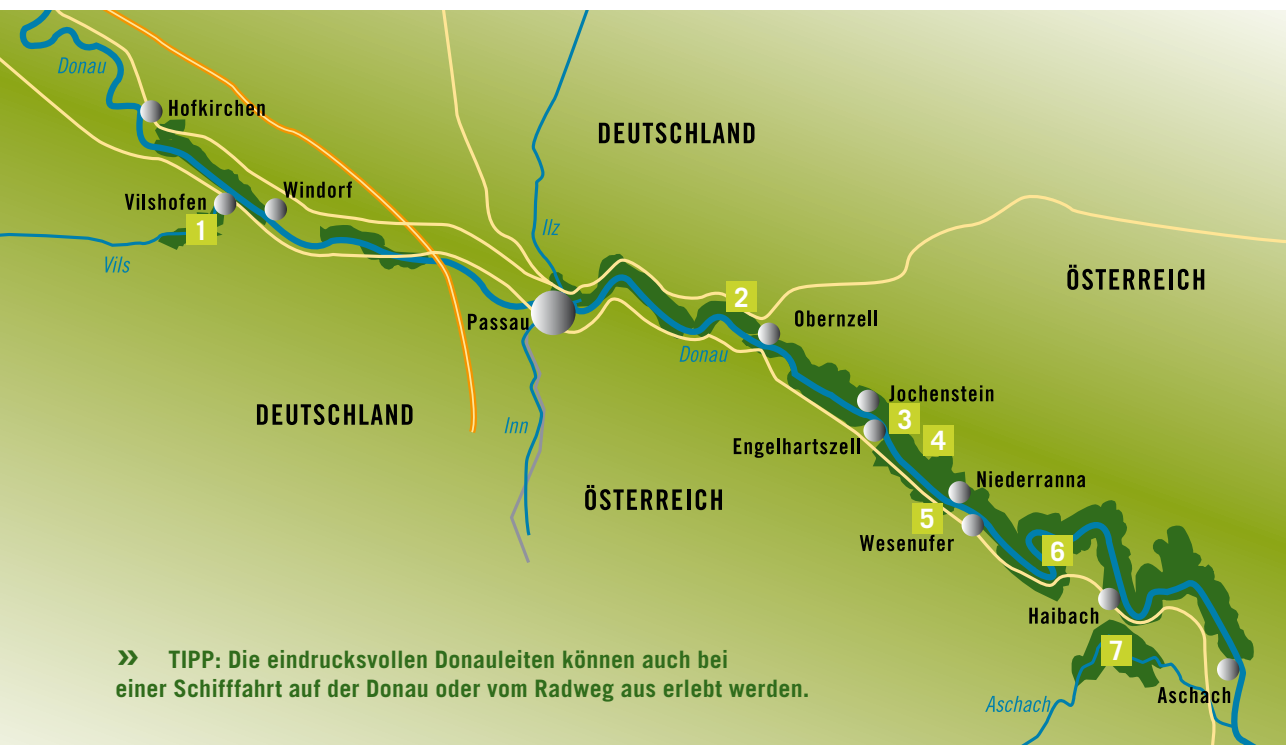 Donau
Hofkirchen
DEUTSCHLAND
Windorf
Vilshofen
1
Vils
Ilz
ÖSTERREICH
2
Passau
Obernzell
Donau
Jochenstein
DEUTSCHLAND
3
Inn
4
Engelhartszell
Niederranna
ÖSTERREICH
5
Wesenufer
6
Haibach
7
» TIPP: Die eindrucksvollen Donauleiten können auch bei
einer Schifffahrt auf der Donau oder vom Radweg aus erlebt werden.
Aschach
Aschach